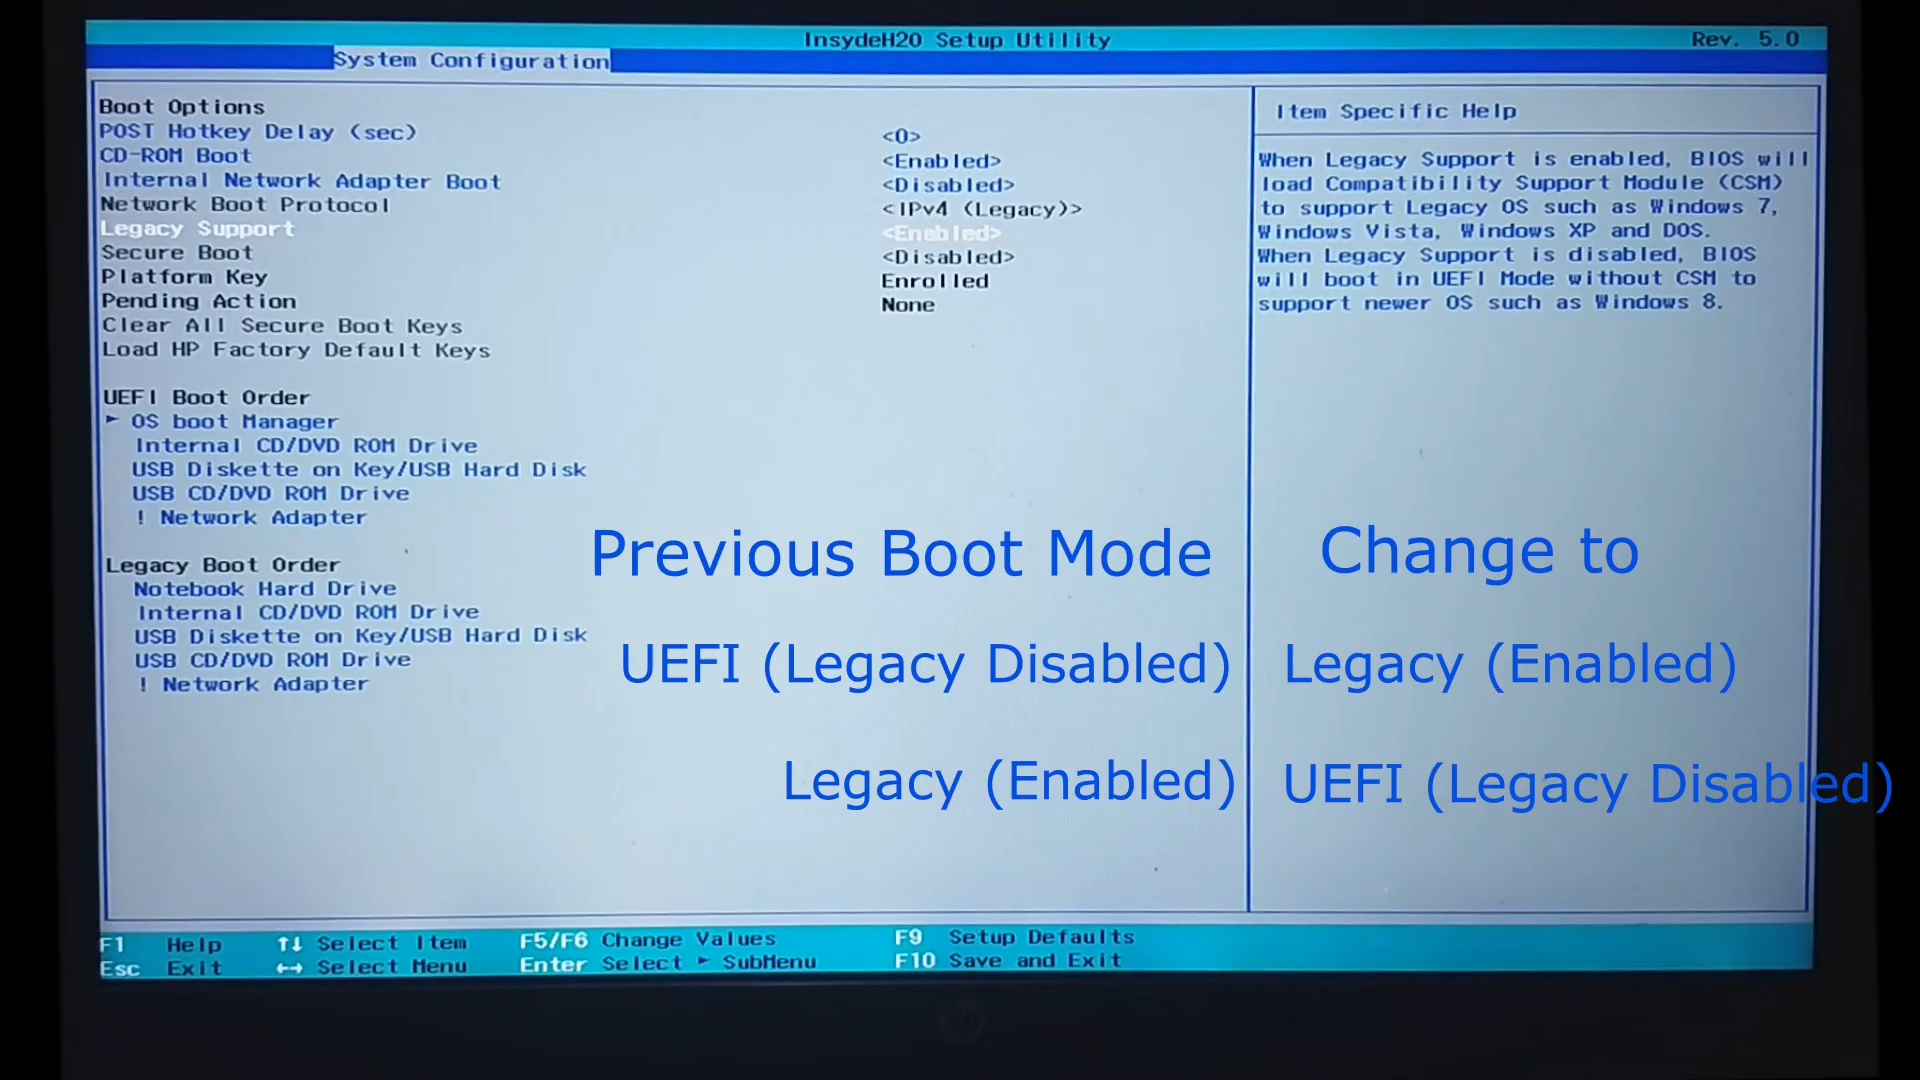 InsydeH20 Setup Utility
Rev. 5.0
System Configuration
Boot Options
POST Hotkey Delay (sec) <0>
CD-ROM Boot <Enabled>
Internal Network Adapter Boot <Disabled>
Network Boot Protocol <IPv4 (Legacy)>
Legacy Support <Enabled>
Secure Boot <Disabled>
Platform Key Enrolled
Pending Action None
Clear All Secure Boot Keys
Load HP Factory Default Keys
UEFI Boot Order
► OS boot Manager
Internal CD/DVD ROM Drive
USB Diskette on Key/USB Hard Disk
USB CD/DVD ROM Drive
! Network Adapter
Legacy Boot Order
Notebook Hard Drive
Internal CD/DVD ROM Drive
USB Diskette on Key/USB Hard Disk
USB CD/DVD ROM Drive
! Network Adapter
Item Specific Help
When Legacy Support is enabled, BIOS will
load Compatibility Support Module (CSM)
to support Legacy OS such as Windows 7,
Windows Vista, Windows XP and DOS.
When Legacy Support is disabled, BIOS
will boot in UEFI Mode without CSM to
support newer OS such as Windows 8.
Previous Boot Mode Change to
UEFI (Legacy Disabled) Legacy (Enabled)
Legacy (Enabled) UEFI (Legacy Disabled)
F1 Help ↑↓ Select Item F5/F6 Change Values F9 Setup Defaults
Esc Exit ←→ Select Menu Enter Select ► SubMenu F10 Save and Exit
hp